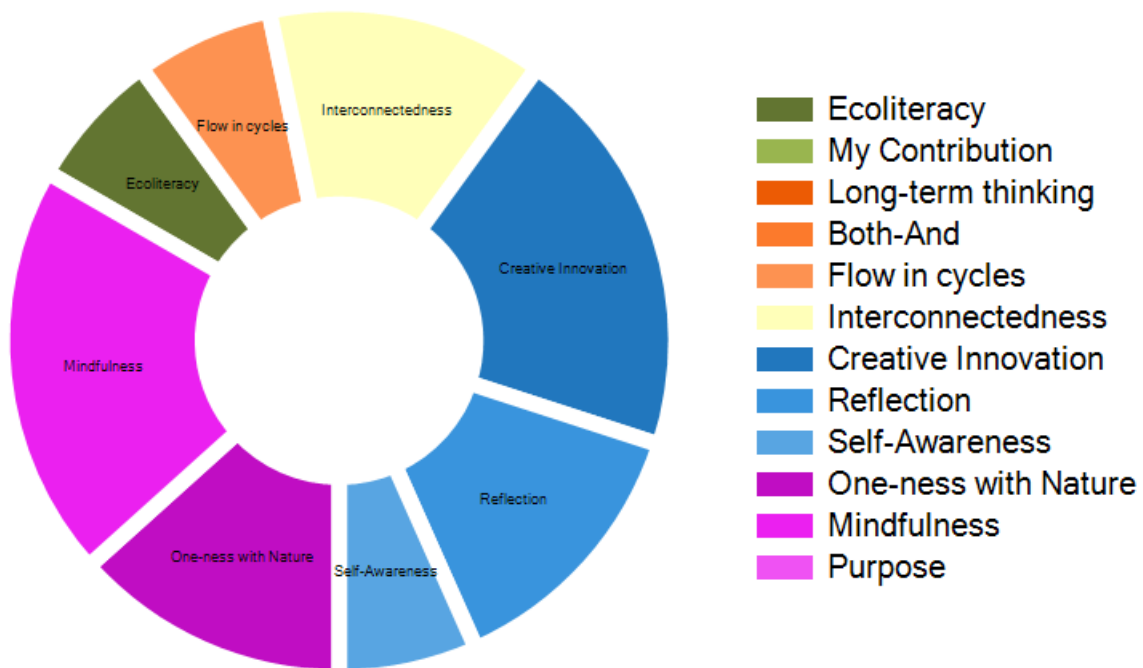 Interconnectedness
Flow in cycles
Ecoliteracy
Creative Innovation
Mindfulness
Reflection
One-ness with Nature
Self-Awareness
Ecoliteracy
My Contribution
Long-term thinking
Both-And
Flow in cycles
Interconnectedness
Creative Innovation
Reflection
Self-Awareness
One-ness with Nature
Mindfulness
Purpose